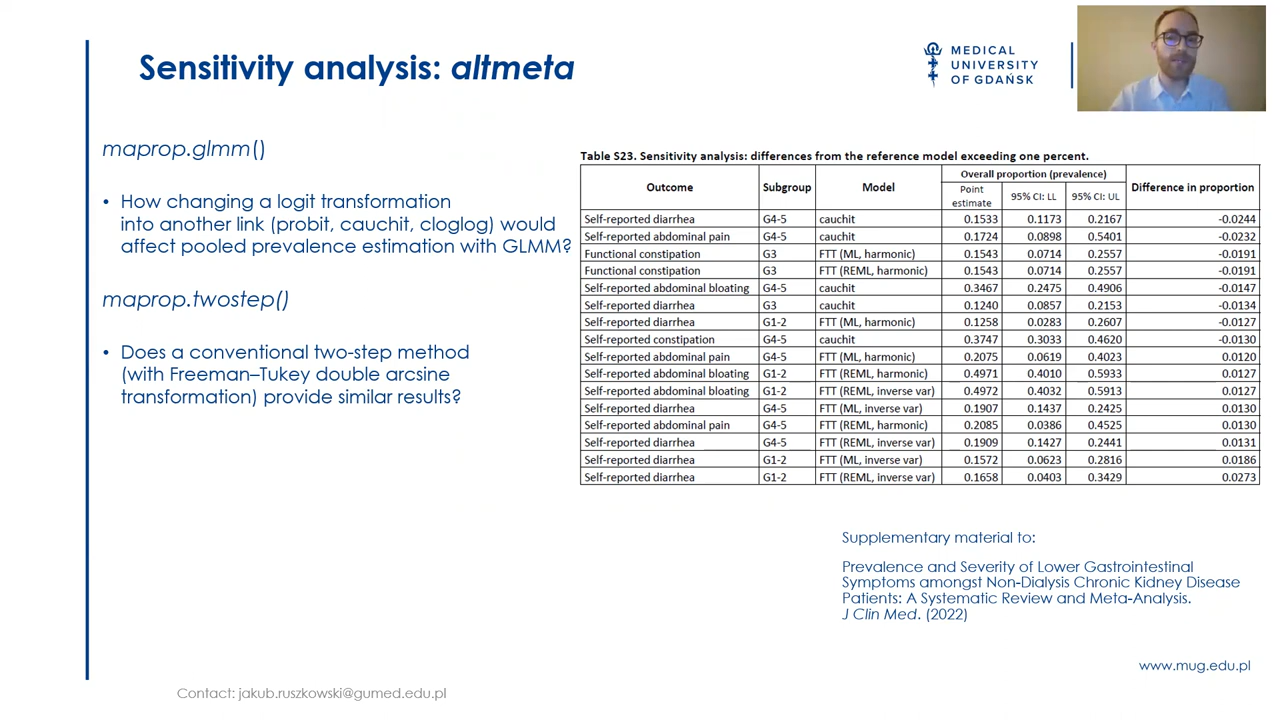 Sensitivity analysis: altmeta
MEDICAL
UNIVERSITY
OF GDAŃSK
maprop.glmm()
• How changing a logit transformation
into another link (probit, cauchit, cloglog) would
affect pooled prevalence estimation with GLMM?
maprop.twostep()
• Does a conventional two-step method
(with Freeman–Tukey double arcsine
transformation) provide similar results?
Table S23. Sensitivity analysis: differences from the reference model exceeding one percent.
Outcome Subgroup Model Overall proportion (prevalence) Difference in proportion
Point estimate 95% CI: LL 95% CI: UL
Self-reported diarrhea G4-5 cauchit 0.1533 0.1173 0.2167 -0.0244
Self-reported abdominal pain G4-5 cauchit 0.1724 0.0898 0.5401 -0.0232
Functional constipation G3 FTT (ML, harmonic) 0.1543 0.0714 0.2557 -0.0191
Functional constipation G3 FTT (REML, harmonic) 0.1543 0.0714 0.2557 -0.0191
Self-reported abdominal bloating G4-5 cauchit 0.3467 0.2475 0.4906 -0.0147
Self-reported diarrhea G3 cauchit 0.1240 0.0857 0.2153 -0.0134
Self-reported diarrhea G1-2 FTT (ML, harmonic) 0.1258 0.0283 0.2607 -0.0127
Self-reported constipation G4-5 cauchit 0.3747 0.3033 0.4620 -0.0130
Self-reported abdominal pain G4-5 FTT (ML, harmonic) 0.2075 0.0619 0.4023 0.0120
Self-reported abdominal bloating G1-2 FTT (REML, harmonic) 0.4971 0.4010 0.5933 0.0127
Self-reported abdominal bloating G1-2 FTT (REML, inverse var) 0.4972 0.4032 0.5913 0.0127
Self-reported diarrhea G4-5 FTT (ML, inverse var) 0.1907 0.1437 0.2425 0.0130
Self-reported abdominal pain G4-5 FTT (REML, harmonic) 0.2085 0.0386 0.4525 0.0130
Self-reported diarrhea G4-5 FTT (REML, inverse var) 0.1909 0.1427 0.2441 0.0131
Self-reported diarrhea G1-2 FTT (ML, inverse var) 0.1572 0.0623 0.2816 0.0186
Self-reported diarrhea G1-2 FTT (REML, inverse var) 0.1658 0.0403 0.3429 0.0273
Supplementary material to:
Prevalence and Severity of Lower Gastrointestinal
Symptoms amongst Non-Dialysis Chronic Kidney Disease
Patients: A Systematic Review and Meta-Analysis.
J Clin Med. (2022)
www.mug.edu.pl
Contact: jakub.ruszkowski@gumed.edu.pl